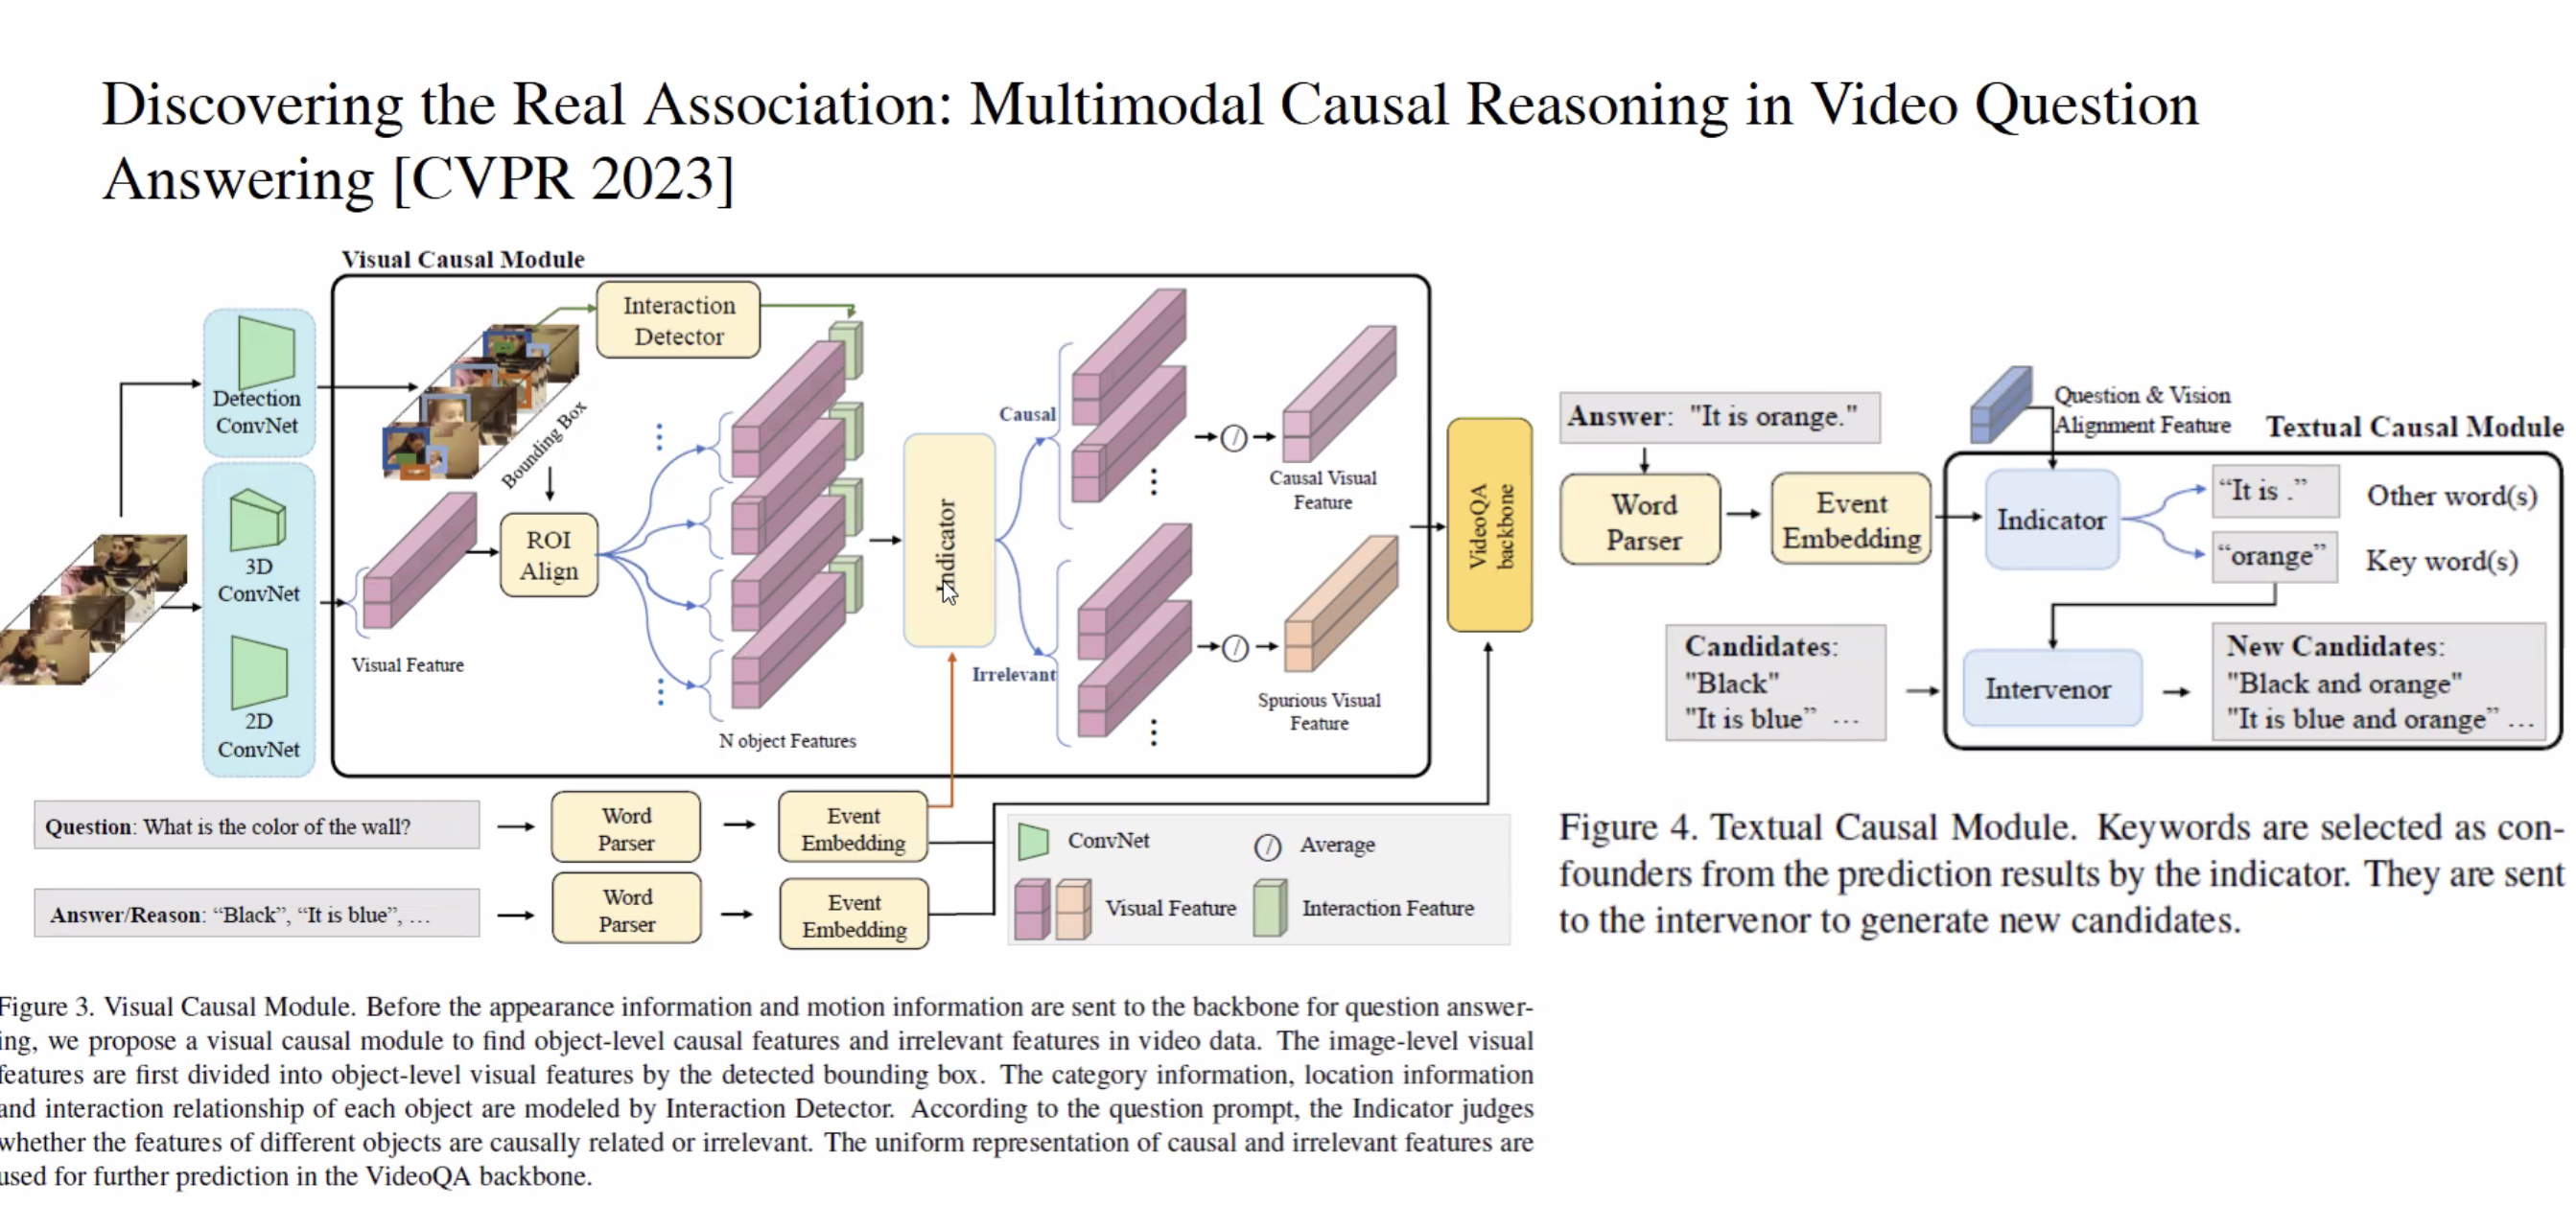 Discovering the Real Association: Multimodal Causal Reasoning in Video Question
Answering [CVPR 2023]
Visual Causal Module
Interaction
Detector
Detection
ConvNet
3D
ConvNet
2D
ConvNet
Bounding Box
Visual Feature
ROI
Align
N object Features
Indicator
Causal
Irrelevant
Causal Visual
Feature
Spurious Visual
Feature
VideoQA
backbone
Question: What is the color of the wall?
Word
Parser
Event
Embedding
Answer/Reason: “Black”, “It is blue”, …
Word
Parser
Event
Embedding
ConvNet
Average
Visual Feature
Interaction Feature
Figure 3. Visual Causal Module. Before the appearance information and motion information are sent to the backbone for question answer-
ing, we propose a visual causal module to find object-level causal features and irrelevant features in video data. The image-level visual
features are first divided into object-level visual features by the detected bounding box. The category information, location information
and interaction relationship of each object are modeled by Interaction Detector. According to the question prompt, the Indicator judges
whether the features of different objects are causally related or irrelevant. The uniform representation of causal and irrelevant features are
used for further prediction in the VideoQA backbone.
Answer: "It is orange."
Word
Parser
Event
Embedding
Question & Vision
Alignment Feature
Textual Causal Module
Indicator
“It is .”
Other word(s)
“orange”
Key word(s)
Candidates:
"Black"
"It is blue” …
Intervenor
New Candidates:
"Black and orange"
"It is blue and orange” …
Figure 4. Textual Causal Module. Keywords are selected as con-
founders from the prediction results by the indicator. They are sent
to the intervenor to generate new candidates.